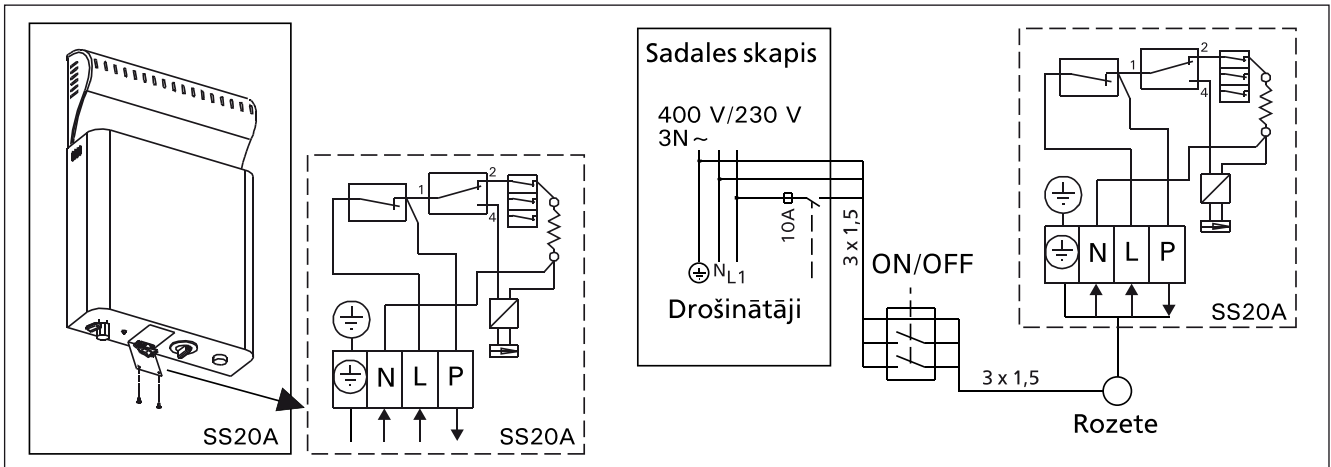 SS20A
1
2
4
N L P
SS20A
Sadales skapis
400 V/230 V
3N ~
10A
3 x 1,5
N
L1
Drošinātāji
ON/OFF
3 x 1,5
Rozete
1
2
4
N L P
SS20A